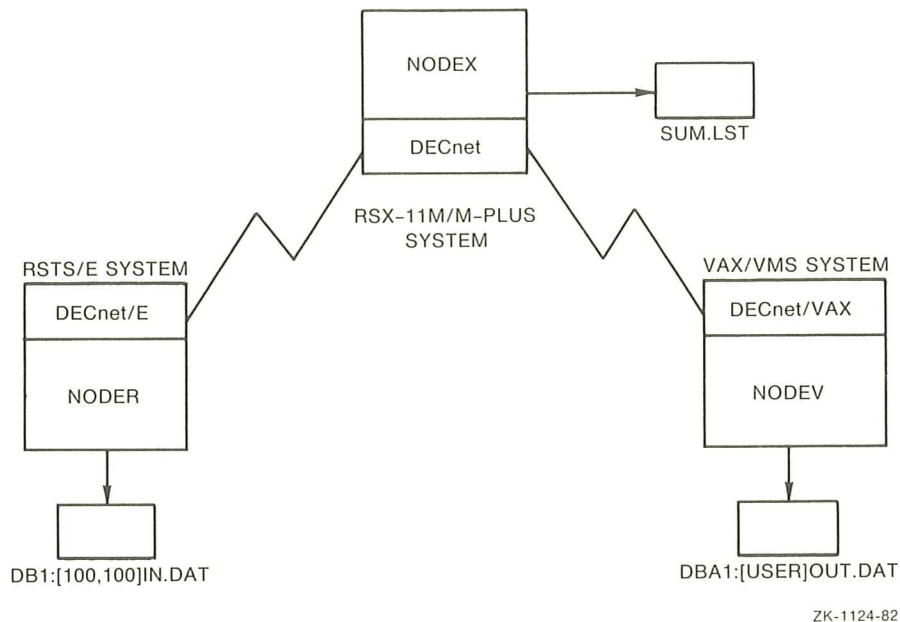 NODEX
SUM.LST
DECnet
RSX-11M/M-PLUS
SYSTEM
RSTS/E SYSTEM
VAX/VMS SYSTEM
DECnet/E
DECnet/VAX
NODER
NODEV
DB1:[100,100]IN.DAT
DBA1:[USER]OUT.DAT
ZK-1124-82